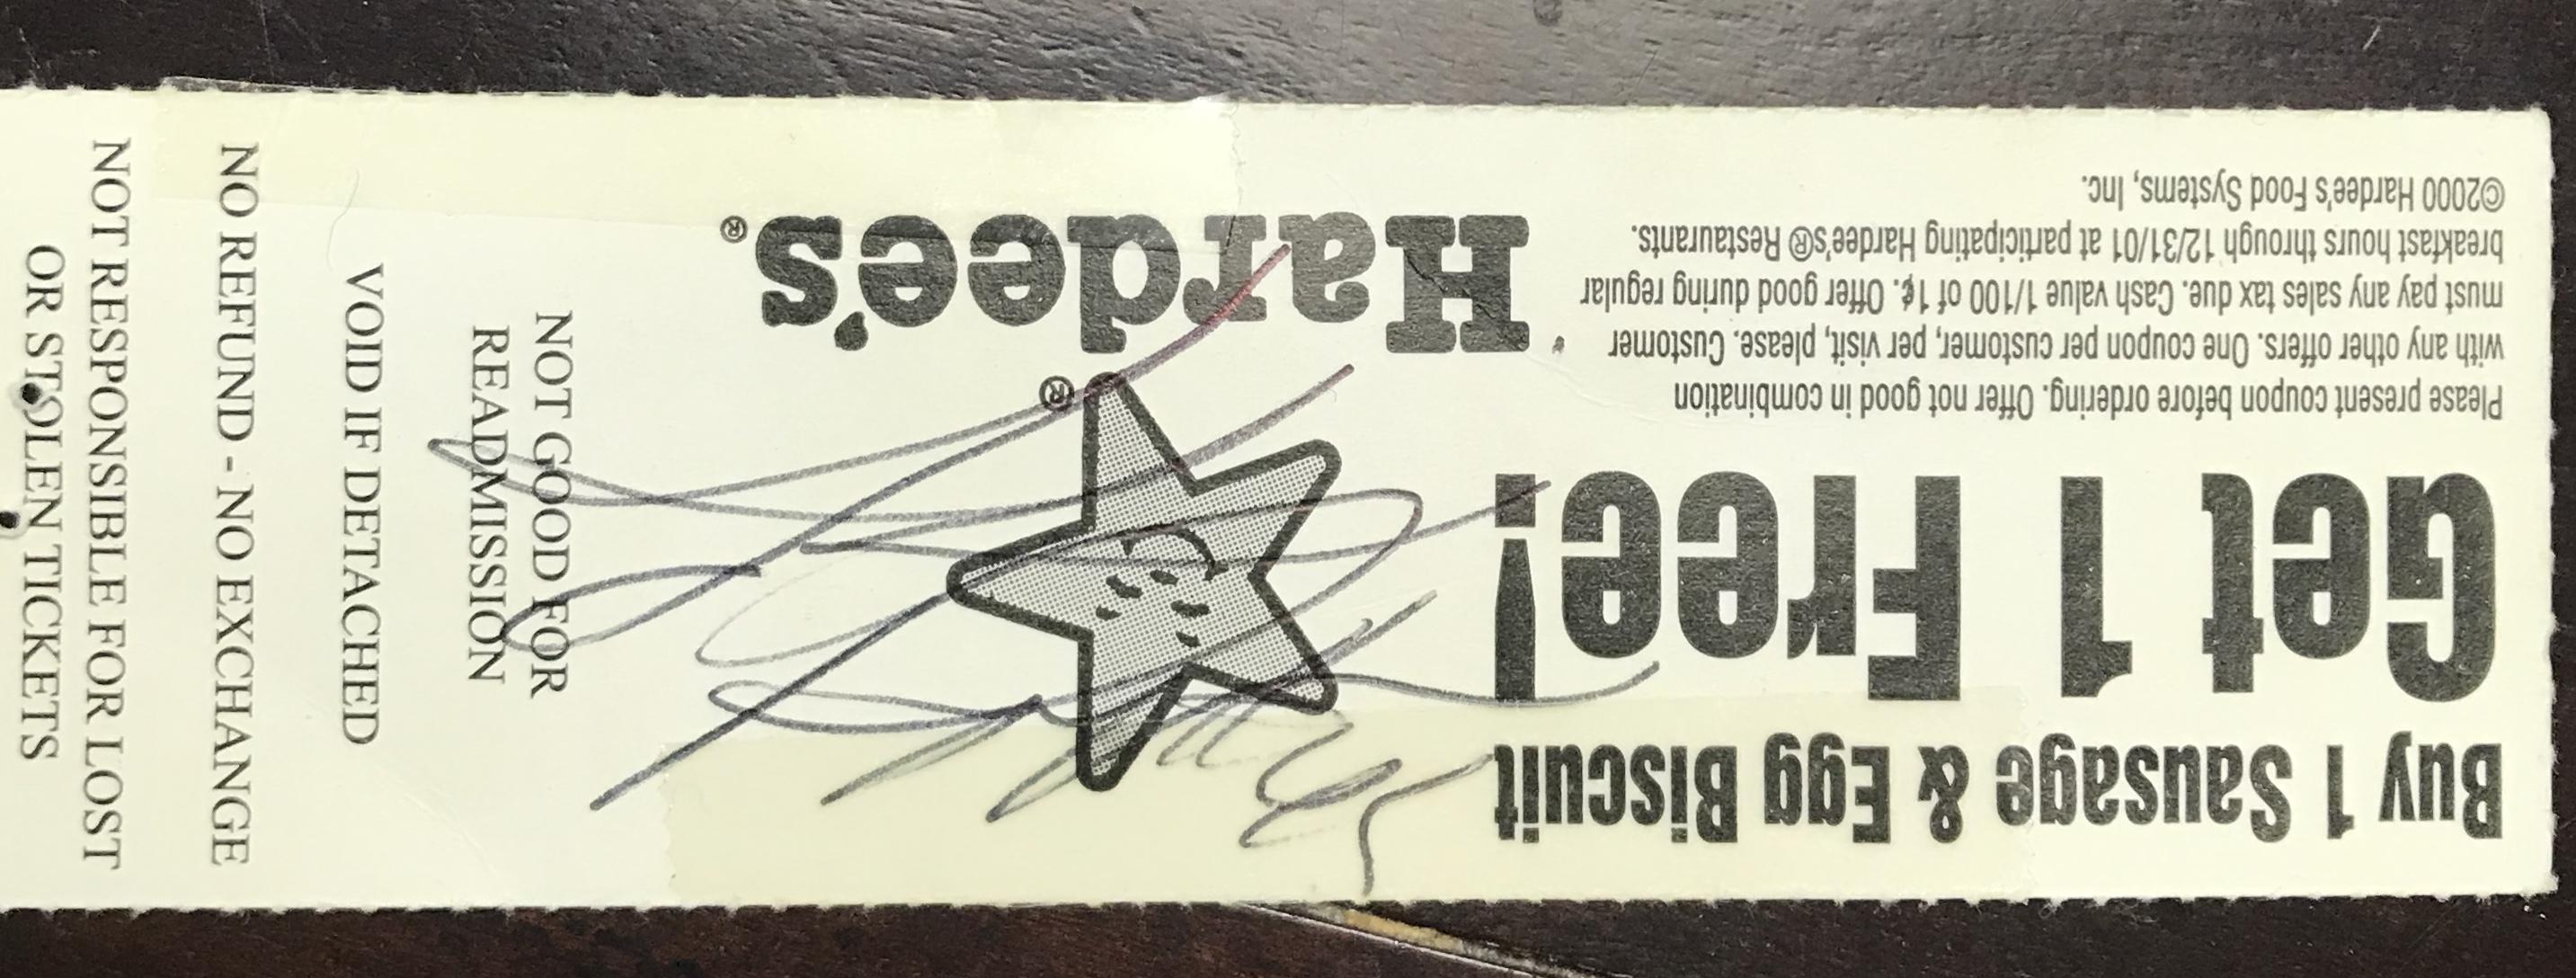 Buy 1 Sausage & Egg Biscuit
Get 1 Free!
Please present coupon before ordering. Offer not good in combination
with any other offers. One coupon per customer, per visit, please. Customer
must pay any sales tax due. Cash value 1/100 of 1¢. Offer good during regular
breakfast hours through 12/31/01 at participating Hardee's® Restaurants.
©2000 Hardee's Food Systems, Inc.
®
Hardee's®
NOT GOOD FOR
READMISSION
VOID IF DETACHED
NO REFUND - NO EXCHANGE
NOT RESPONSIBLE FOR LOST
OR STOLEN TICKETS